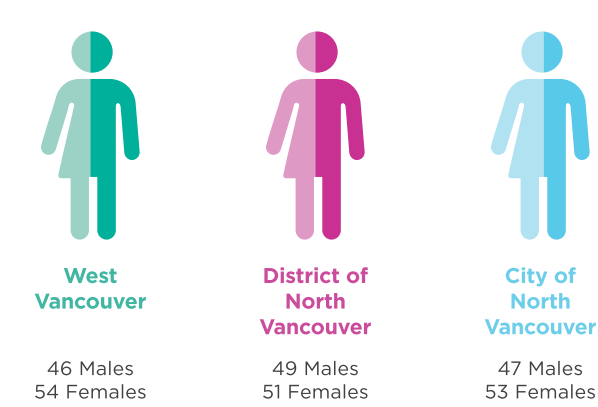 West
Vancouver
46 Males
54 Females
District of
North
Vancouver
49 Males
51 Females
City of
North
Vancouver
47 Males
53 Females